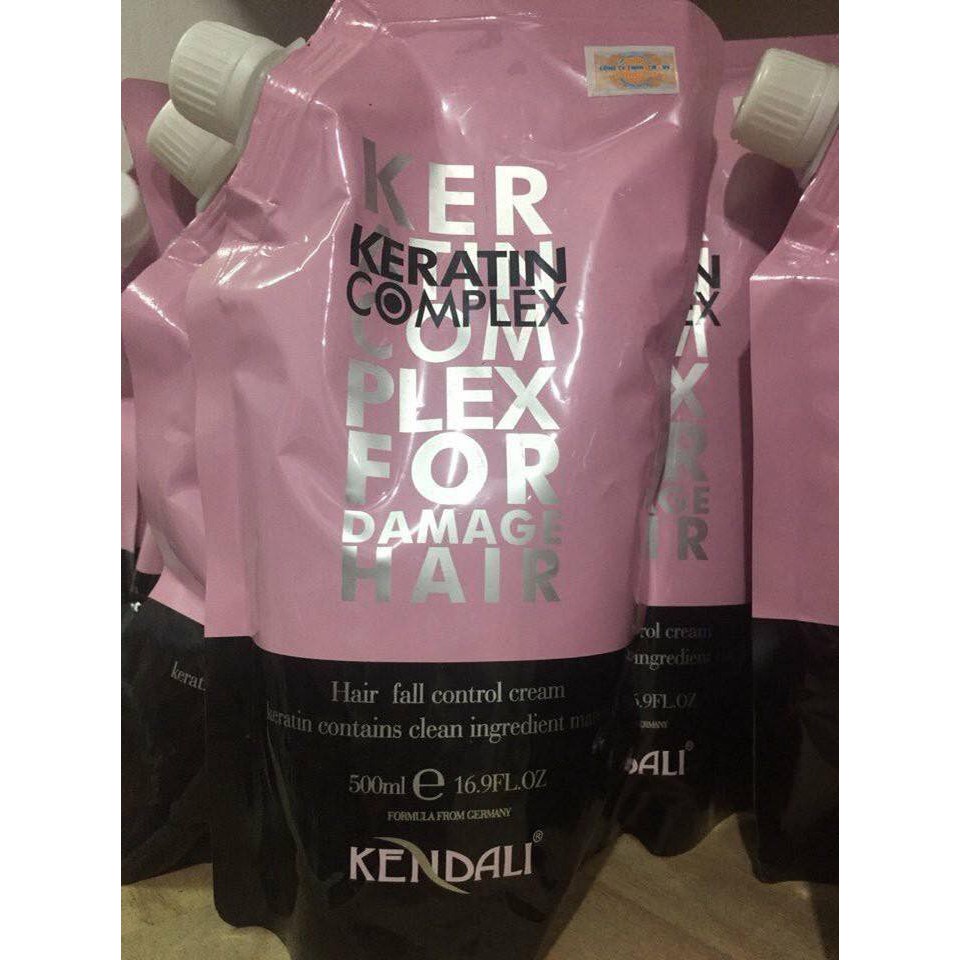 KER
ATIN
KERATIN
COMPLEX
COM
PLEX
FOR
DAMAGE
HAIR
Hair fall control cream
keratin contains clean ingredient
500ml e 16.9FL.OZ
FORMULA FROM GERMANY
KENDALI®